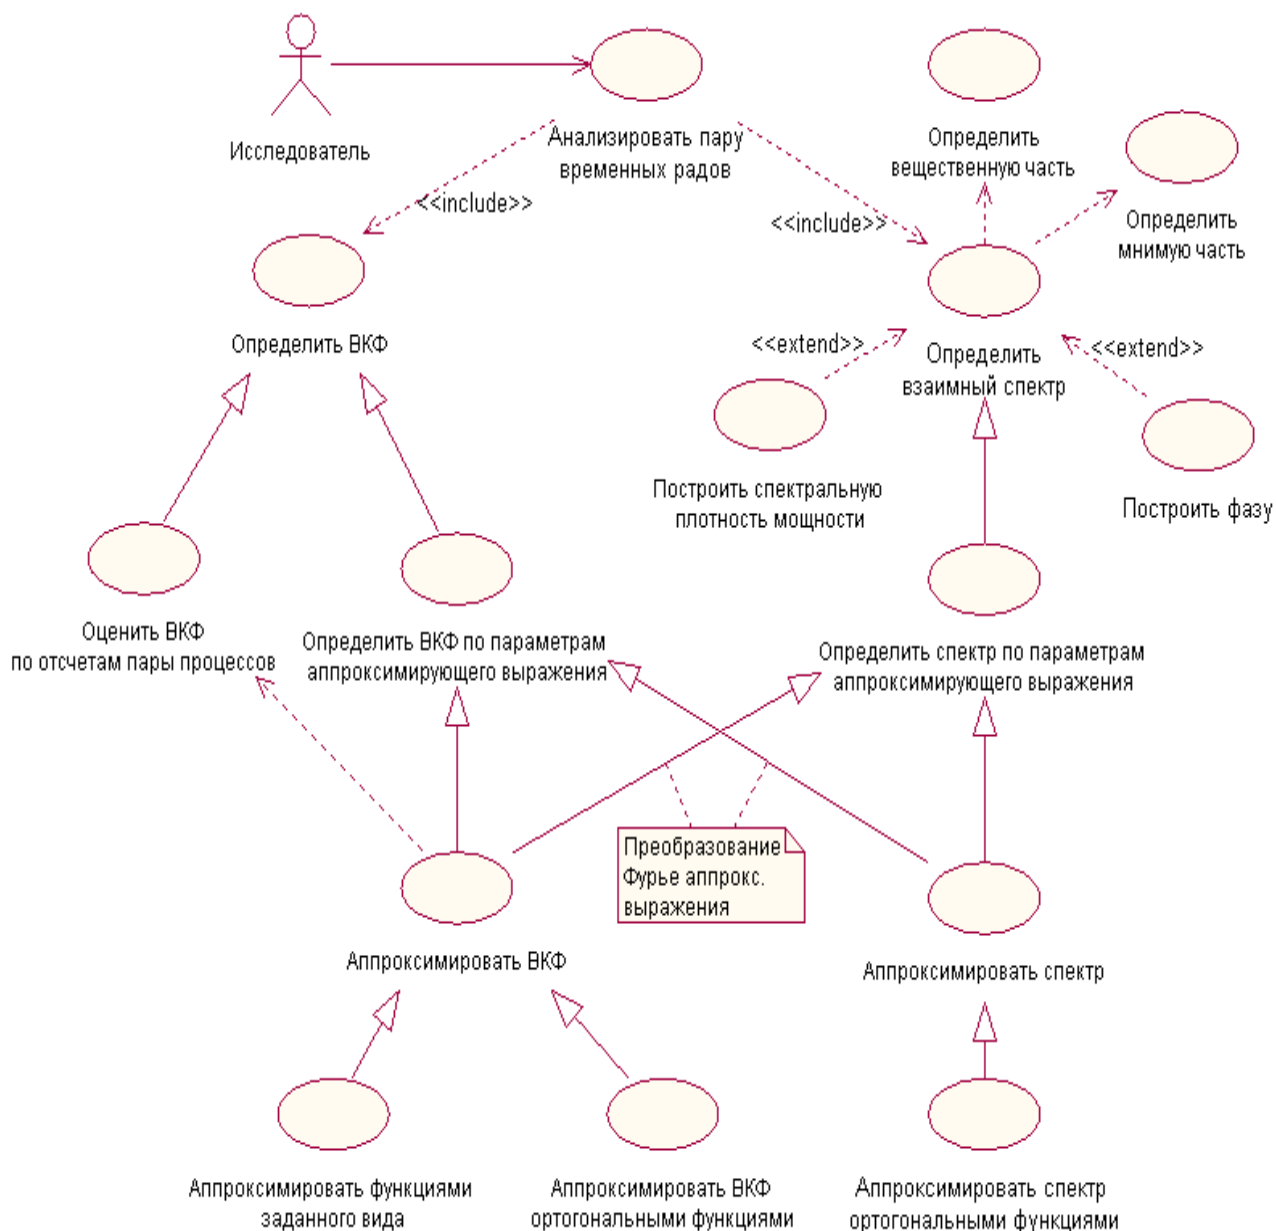 Исследователь
Анализировать пару
временных радов
Определить
вещественную часть
Определить
мнимую часть
<<include>>
<<include>>
Определить ВКФ
<<extend>>
Определить
взаимный спектр
<<extend>>
Построить спектральную
плотность мощности
Построить фазу
Оценить ВКФ
по отсчетам пары процессов
Определить ВКФ по параметрам
аппроксимирующего выражения
Определить спектр по параметрам
аппроксимирующего выражения
Преобразование
Фурье аппрокс.
выражения
Аппроксимировать ВКФ
Аппроксимировать спектр
Аппроксимировать функциями
заданного вида
Аппроксимировать ВКФ
ортогональными функциями
Аппроксимировать спектр
ортогональными функциями